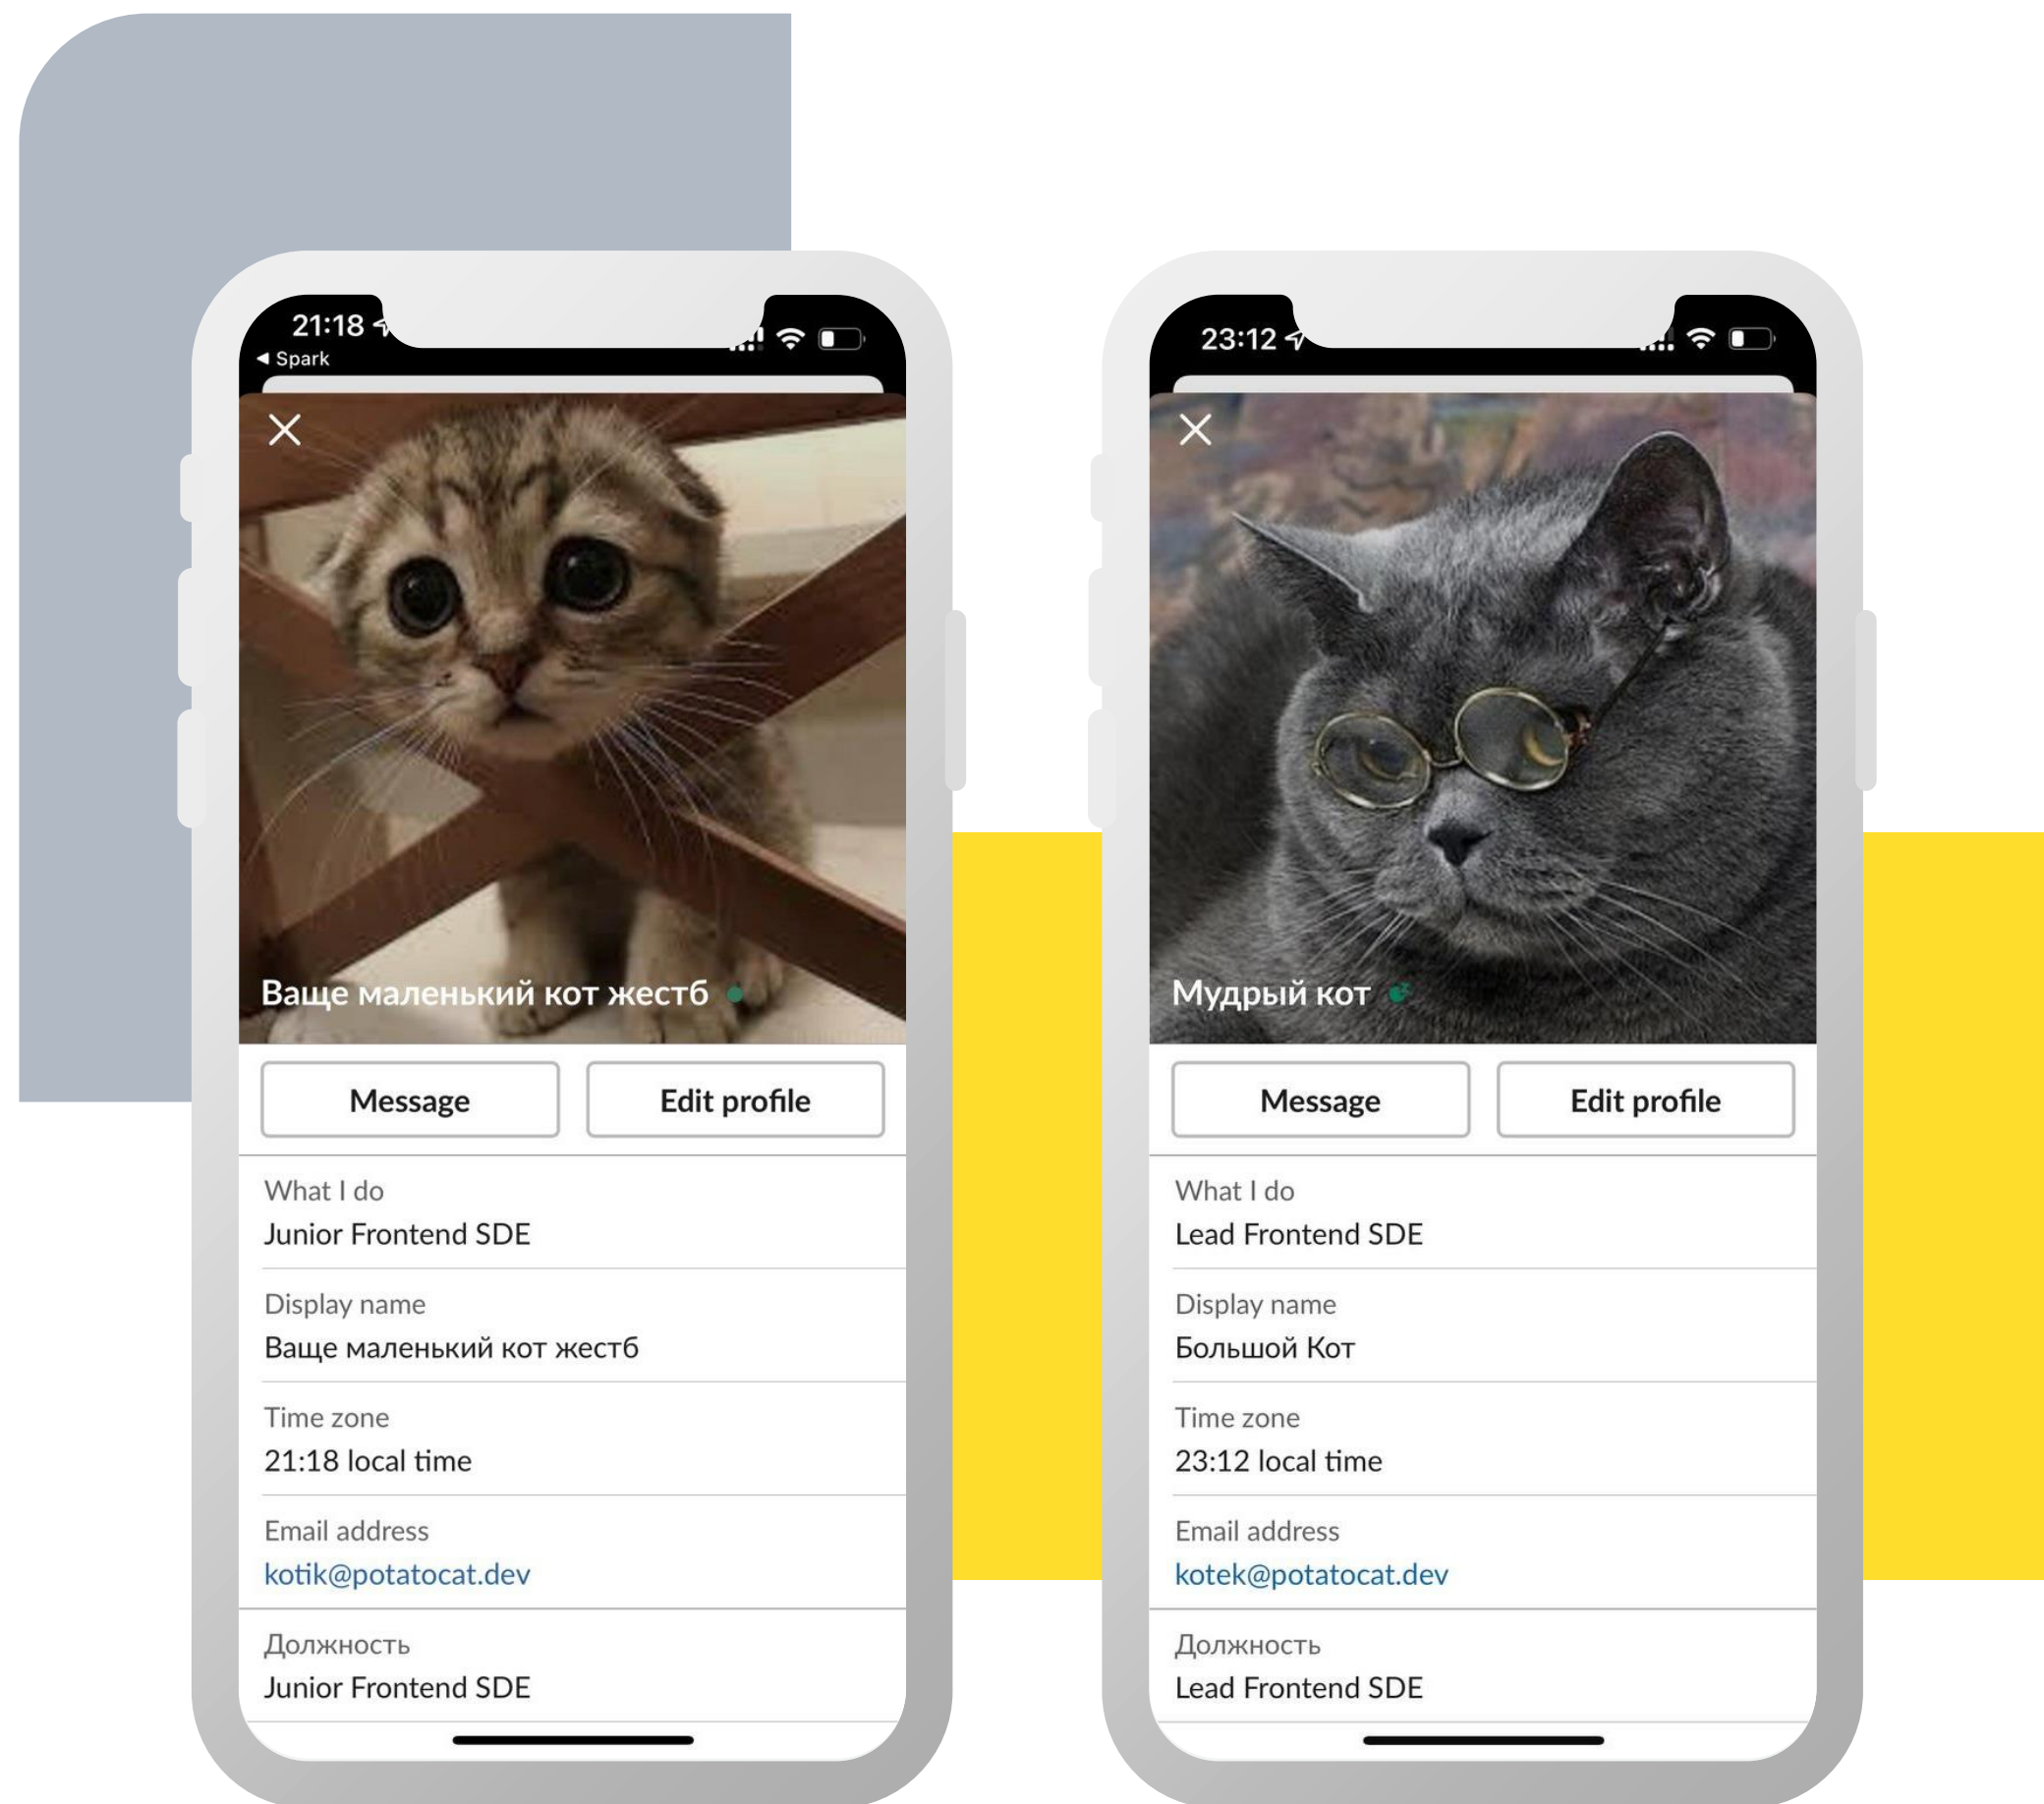 21:18
Spark
Ваще маленький кот жестб
Message
Edit profile
What I do
Junior Frontend SDE
Display name
Ваще маленький кот жестб
Time zone
21:18 local time
Email address
kotik@potatocat.dev
Должность
Junior Frontend SDE
23:12
Мудрый кот
Message
Edit profile
What I do
Lead Frontend SDE
Display name
Большой Кот
Time zone
23:12 local time
Email address
kotek@potatocat.dev
Должность
Lead Frontend SDE